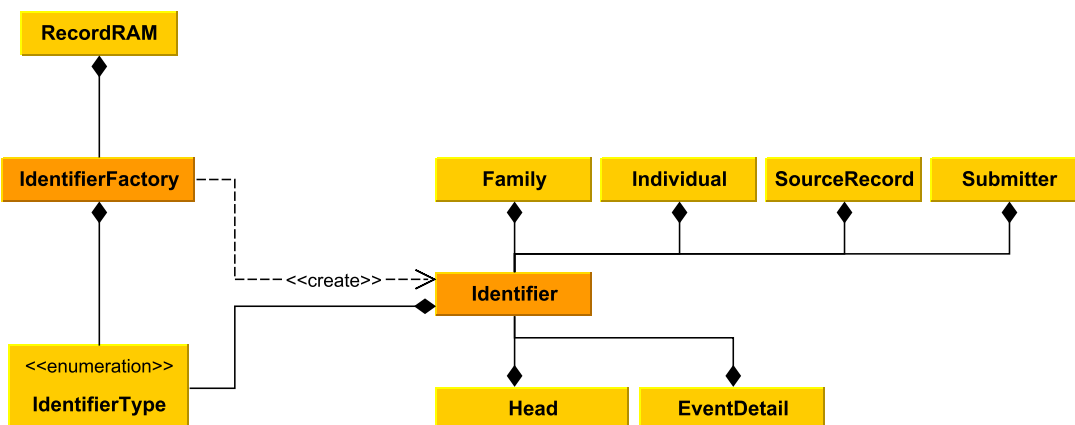 RecordRAM
IdentifierFactory
Family
Individual
SourceRecord
Submitter
<<create>>
Identifier
<<enumeration>>
IdentifierType
Head
EventDetail